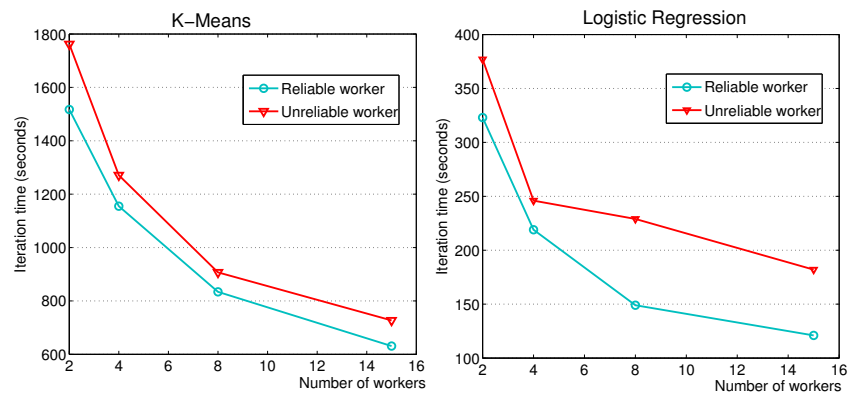 K−Means
1800
1600
1400
1200
1000
800
600
2 4 6 8 10 12 14 16
Iteration time (seconds)
Number of workers
Reliable worker
Unreliable worker
Logistic Regression
400
350
300
250
200
150
100
2 4 6 8 10 12 14 16
Iteration time (seconds)
Number of workers
Reliable worker
Unreliable worker